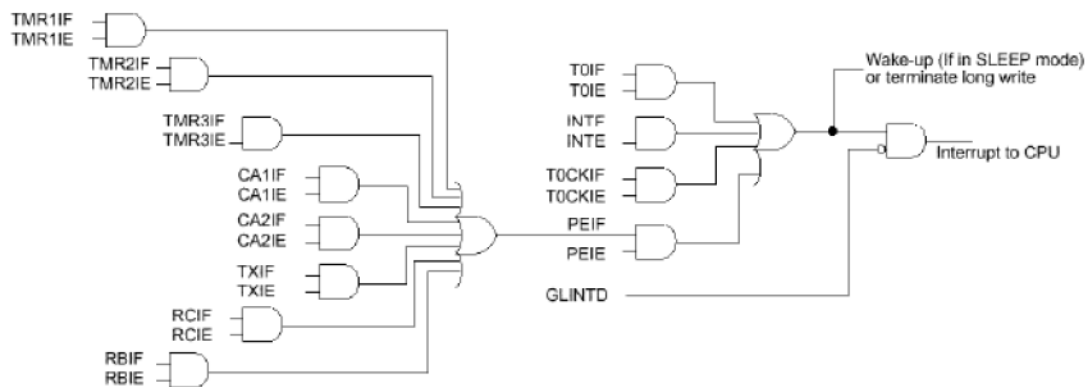 TMR1IF
TMR1IE
TMR2IF
TMR2IE
TMR3IF
TMR3IE
CA1IF
CA1IE
CA2IF
CA2IE
TXIF
TXIE
RCIF
RCIE
RBIF
RBIE
T0IF
T0IE
INTF
INTE
T0CKIF
T0CKIE
PEIF
PEIE
GLINTD
Wake-up (If in SLEEP mode)
or terminate long write
Interrupt to CPU